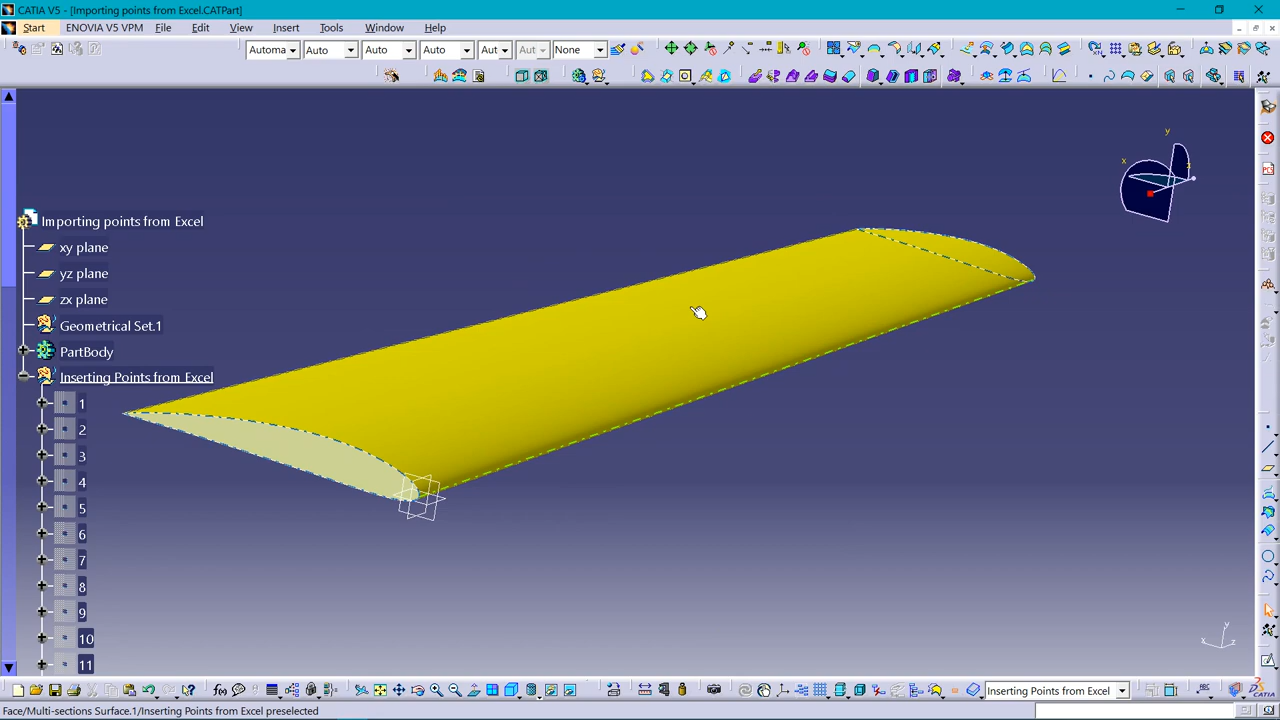 CATIA V5 - [Importing points from Excel.CATPart]
Start ENOVIA V5 VPM File Edit View Insert Tools Window Help
Automa Auto Auto Auto Aut Aut None
y
x
Importing points from Excel
xy plane
yz plane
zx plane
Geometrical Set.1
PartBody
Inserting Points from Excel
1
2
3
4
5
6
7
8
9
10
11
y
x
z
Inserting Points from Excel
CATIA
Face/Multi-sections Surface.1/Inserting Points from Excel preselected